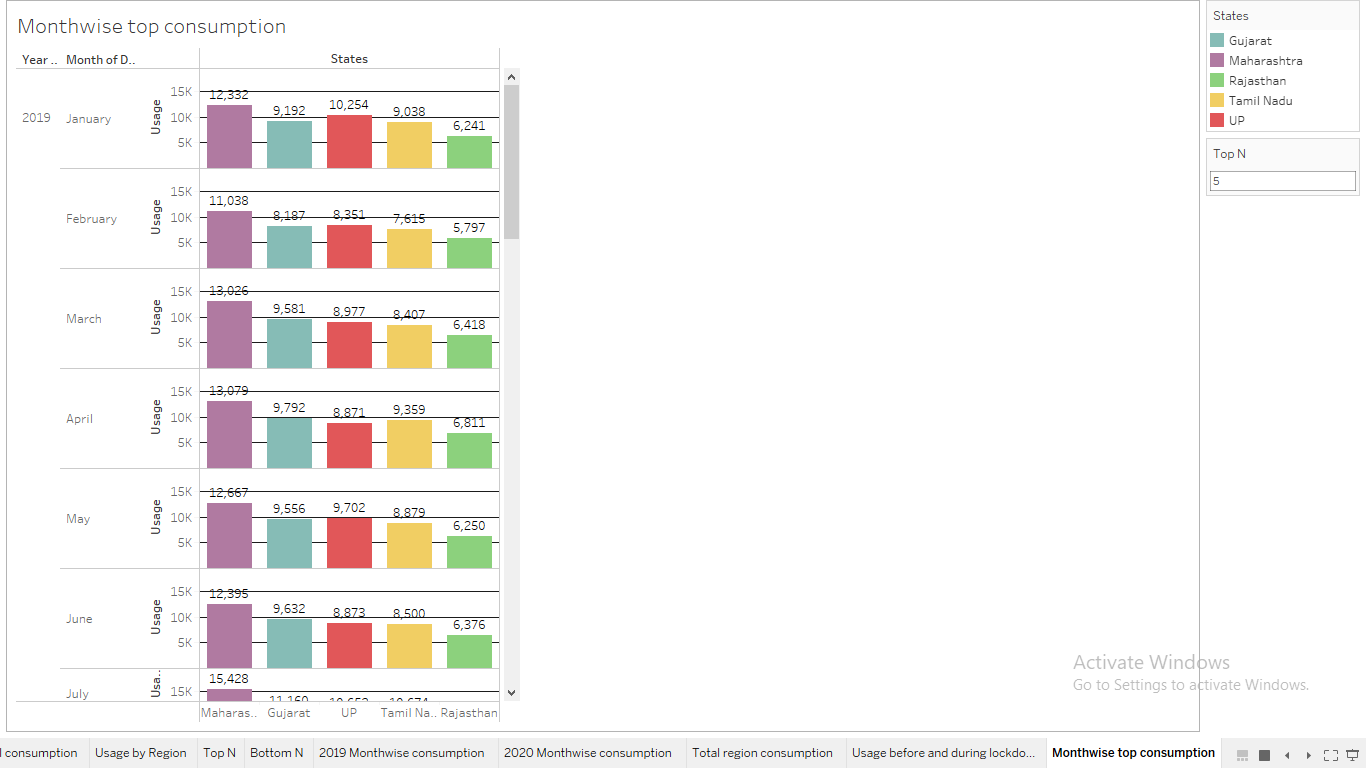 Monthwise top consumption
Year .. Month of D.. States
2019 January Usage 15K 10K 5K 12,332 9,192 10,254 9,038 6,241
February Usage 15K 10K 5K 11,038 8,187 8,351 7,615 5,797
March Usage 15K 10K 5K 13,026 9,581 8,977 8,407 6,418
April Usage 15K 10K 5K 13,079 9,792 8,871 9,359 6,811
May Usage 15K 10K 5K 12,667 9,556 9,702 8,879 6,250
June Usage 15K 10K 5K 12,395 9,632 8,873 8,500 6,376
July Usa.. 15K 15,428
Maharas.. Gujarat UP Tamil Na.. Rajasthan
States
Gujarat
Maharashtra
Rajasthan
Tamil Nadu
UP
Top N
5
Activate Windows
Go to Settings to activate Windows.
consumption Usage by Region Top N Bottom N 2019 Monthwise consumption 2020 Monthwise consumption Total region consumption Usage before and during lockdo... Monthwise top consumption